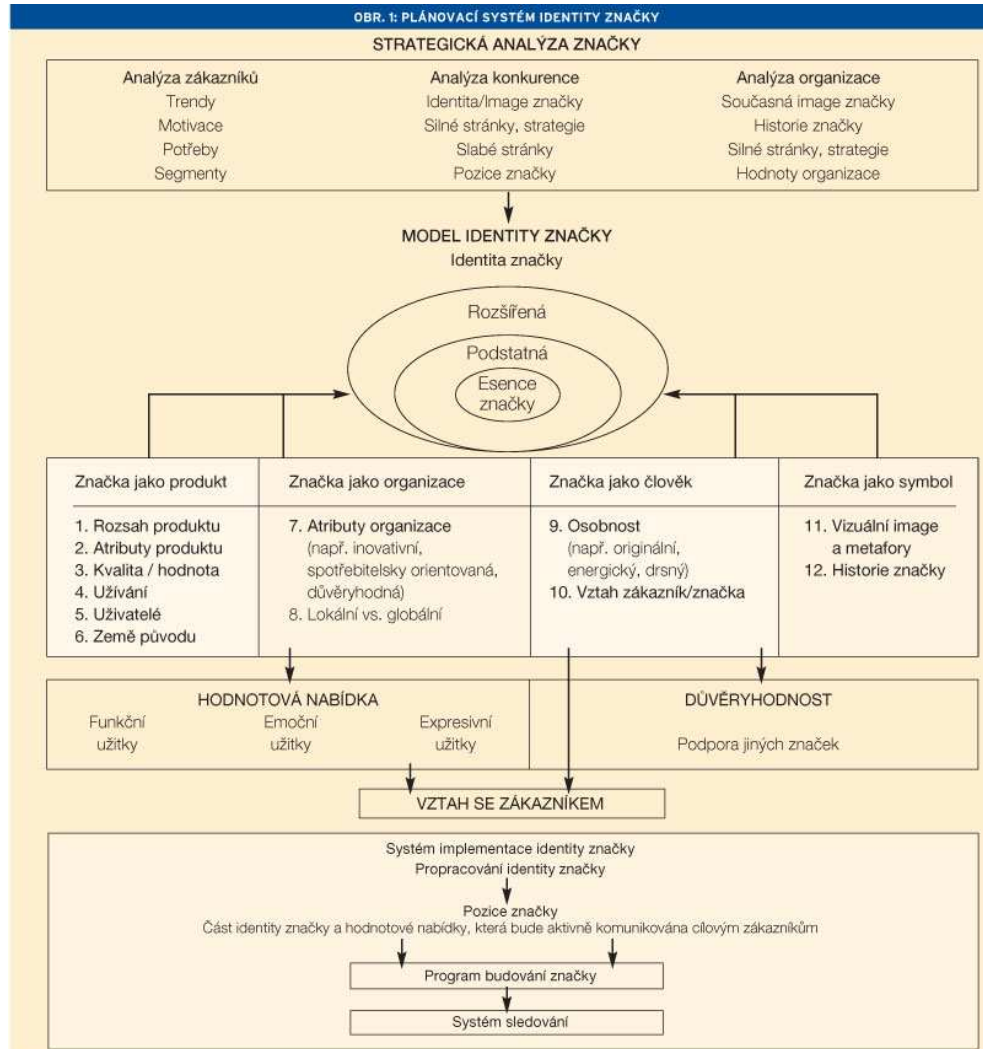 OBR. 1: PLÁNOVACÍ SYSTÉM IDENTITY ZNAČKY
STRATEGICKÁ ANALÝZA ZNAČKY
Analýza zákazníků
Trendy
Motivace
Potřeby
Segmenty
Analýza konkurence
Identita/Image značky
Silné stránky, strategie
Slabé stránky
Pozice značky
Analýza organizace
Současná image značky
Historie značky
Silné stránky, strategie
Hodnoty organizace
MODEL IDENTITY ZNAČKY
Identita značky
Rozšířená
Podstatná
Esence
značky
Značka jako produkt
1. Rozsah produktu
2. Atributy produktu
3. Kvalita / hodnota
4. Užívání
5. Uživatelé
6. Země původu
Značka jako organizace
7. Atributy organizace
(např. inovativní,
spotřebitelsky orientovaná,
důvěryhodná)
8. Lokální vs. globální
Značka jako člověk
9. Osobnost
(např. originální,
energický, drsný)
10. Vztah zákazník/značka
Značka jako symbol
11. Vizuální image
a metafory
12. Historie značky
HODNOTOVÁ NABÍDKA
Funkční
užitky
Emoční
užitky
Expresivní
užitky
DŮVĚRYHODNOST
Podpora jiných značek
VZTAH SE ZÁKAZNÍKEM
Systém implementace identity značky
Propracování identity značky
Pozice značky
Část identity značky a hodnotové nabídky, která bude aktivně komunikována cílovým zákazníkům
Program budování značky
Systém sledování